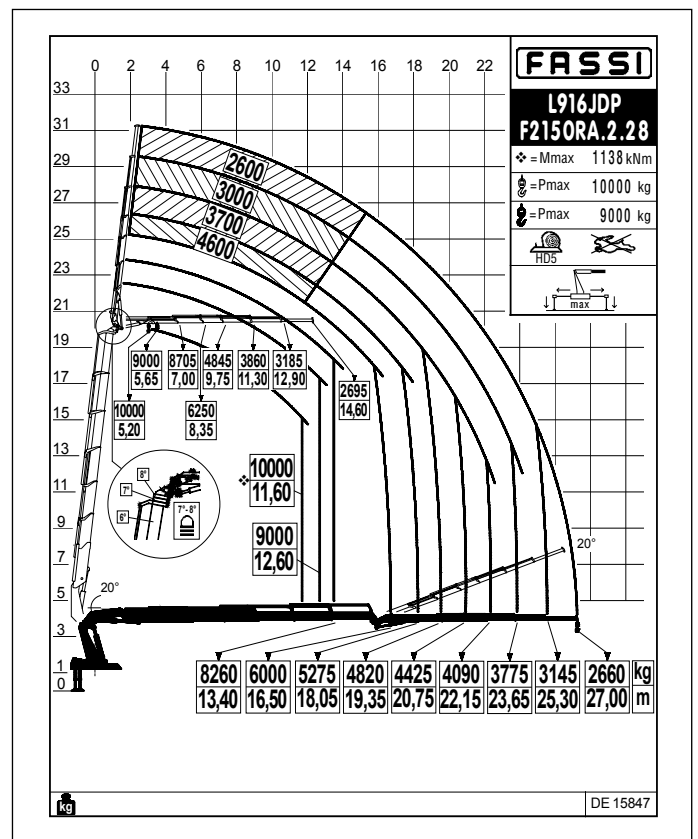 FASSI
L916JDP
F2150RA.2.28
❖ = Mmax 1138 kNm
=Pmax 10000 kg
=Pmax 9000 kg
HD5
max
0 2 4 6 8 10 12 14 16 18 20 22
33
31
29
27
25
23
21
19
17
15
13
11
9
7
5
3
1
0
2600
3000
3700
4600
9000 8705 4845 3860 3185
5,65 7,00 9,75 11,30 12,90
2695
14,60
10000
5,20
6250
8,35
8°
7°
6°
7°- 8°
❖ 10000
11,60
9000
12,60
20°
20°
8260 6000 5275 4820 4425 4090 3775 3145 2660 kg
13,40 16,50 18,05 19,35 20,75 22,15 23,65 25,30 27,00 m
kg
DE 15847